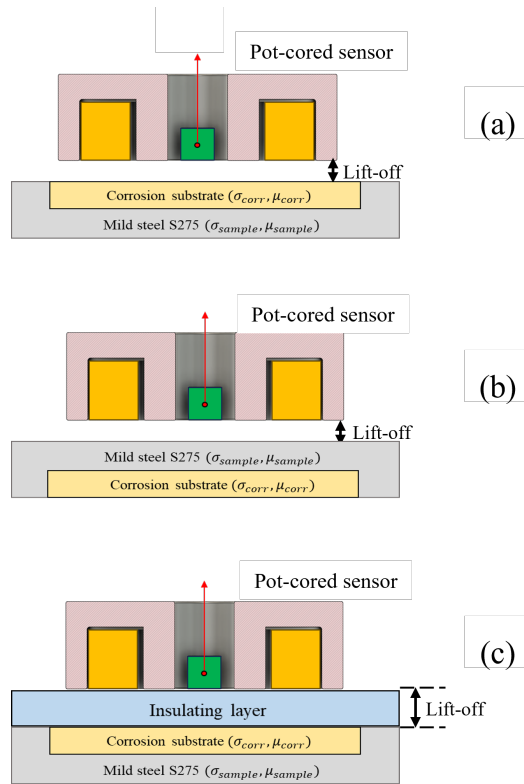 Pot-cored sensor
(a)
Lift-off
Corrosion substrate (σ_corr, μ_corr)
Mild steel S275 (σ_sample, μ_sample)
Pot-cored sensor
(b)
Lift-off
Mild steel S275 (σ_sample, μ_sample)
Corrosion substrate (σ_corr, μ_corr)
Pot-cored sensor
(c)
Insulating layer
Lift-off
Corrosion substrate (σ_corr, μ_corr)
Mild steel S275 (σ_sample, μ_sample)